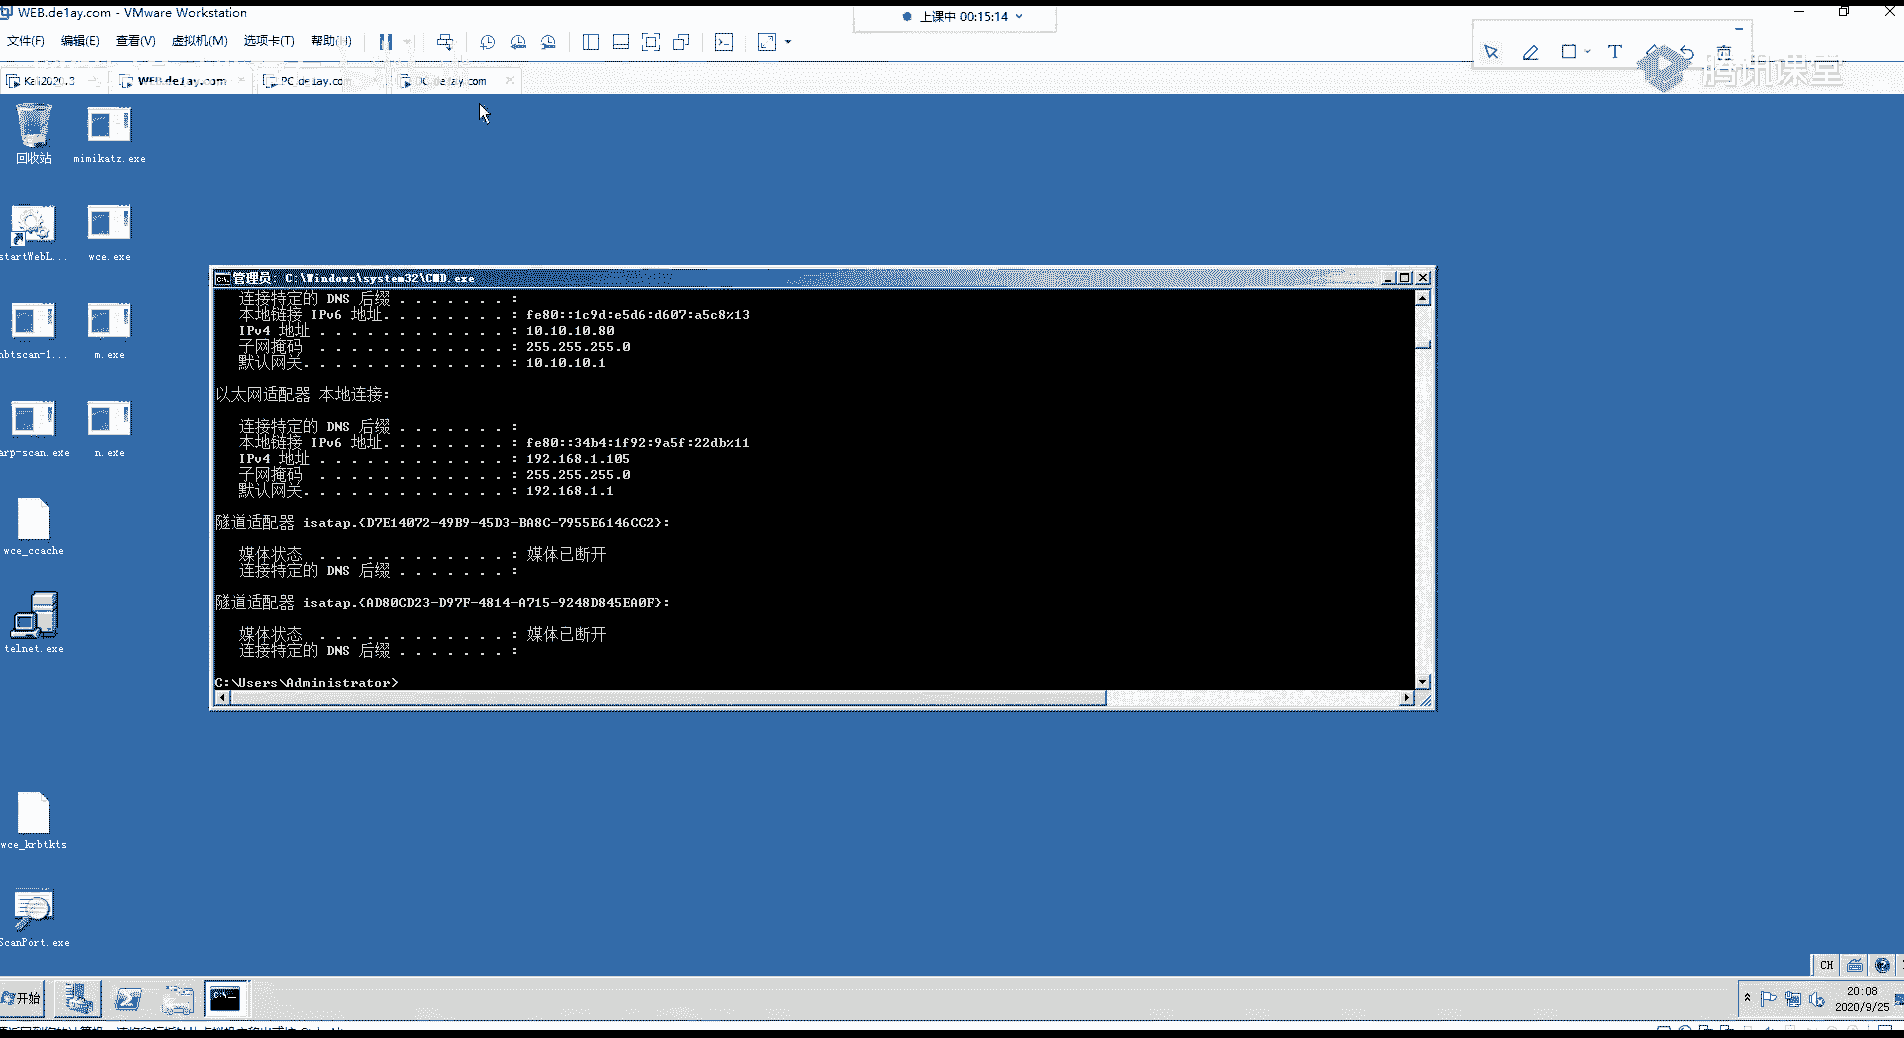 WEB.de1ay.com - VMware Workstation
上课中 00:15:14
文件(F) 编辑(E) 查看(V) 虚拟机(M) 选项卡(T) 帮助(H)
腾讯课堂
Kali2020.3 WEB.de1ay.com PC.de1ay.com DC.de1ay.com
回收站 mimikatz.exe
startWebL... wce.exe
nbtscan-1... m.exe
arp-scan.exe n.exe
wce_ccache
telnet.exe
wce_krbtkts
ScanPort.exe
管理员: C:\Windows\system32\CMD.exe
连接特定的 DNS 后缀 . . . . . . . :
本地链接 IPv6 地址. . . . . . . . : fe80::1c9d:e5d6:d607:a5c8%13
IPv4 地址 . . . . . . . . . . . . : 10.10.10.80
子网掩码 . . . . . . . . . . . . : 255.255.255.0
默认网关. . . . . . . . . . . . . : 10.10.10.1
以太网适配器 本地连接:
连接特定的 DNS 后缀 . . . . . . . :
本地链接 IPv6 地址. . . . . . . . : fe80::34b4:1f92:9a5f:22db%11
IPv4 地址 . . . . . . . . . . . . : 192.168.1.105
子网掩码 . . . . . . . . . . . . : 255.255.255.0
默认网关. . . . . . . . . . . . . : 192.168.1.1
隧道适配器 isatap.{D7E14072-49B9-45D3-BA8C-7955E6146CC2}:
媒体状态 . . . . . . . . . . . . : 媒体已断开
连接特定的 DNS 后缀 . . . . . . . :
隧道适配器 isatap.{AD80CD23-D97F-4814-A715-9248D845EA0F}:
媒体状态 . . . . . . . . . . . . : 媒体已断开
连接特定的 DNS 后缀 . . . . . . . :
C:\Users\Administrator>
CH
开始
20:08
2020/9/25